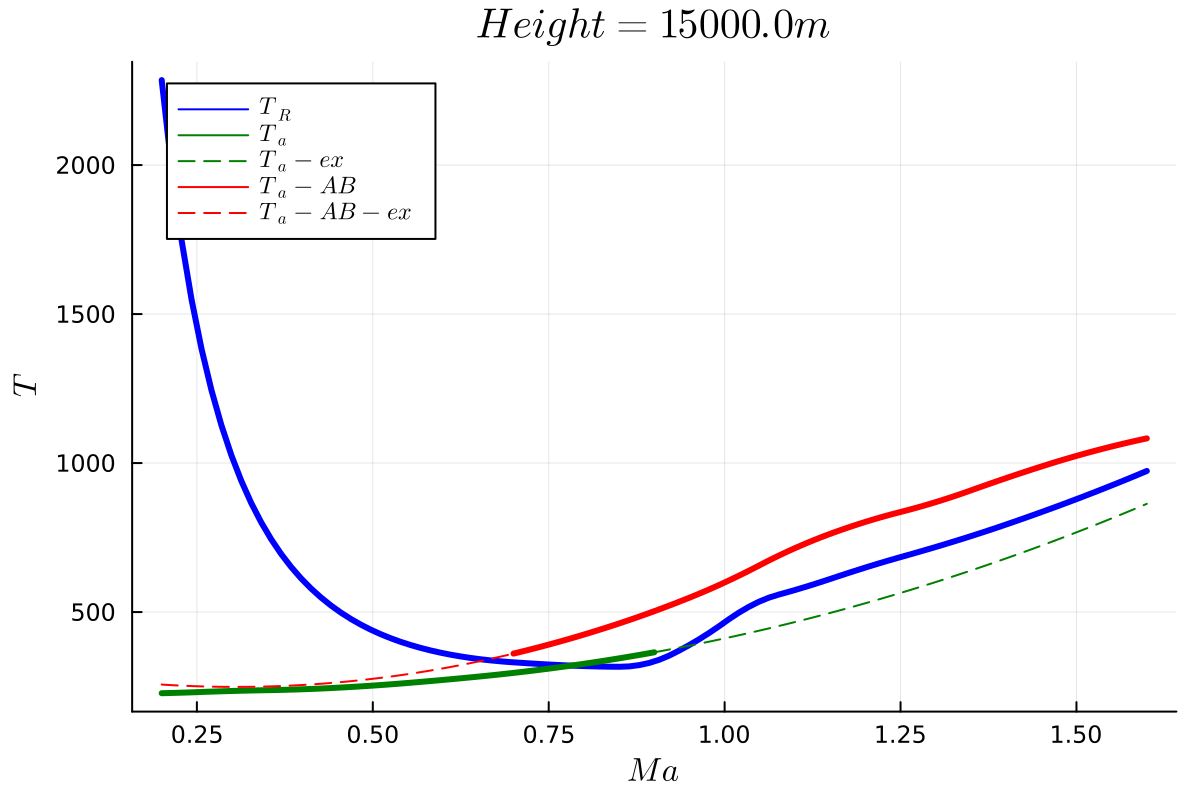 Height = 15000.0m
T_R
T_a
T_a − ex
T_a − AB
T_a − AB − ex
2000
1500
1000
500
T
0.25 0.50 0.75 1.00 1.25 1.50
Ma